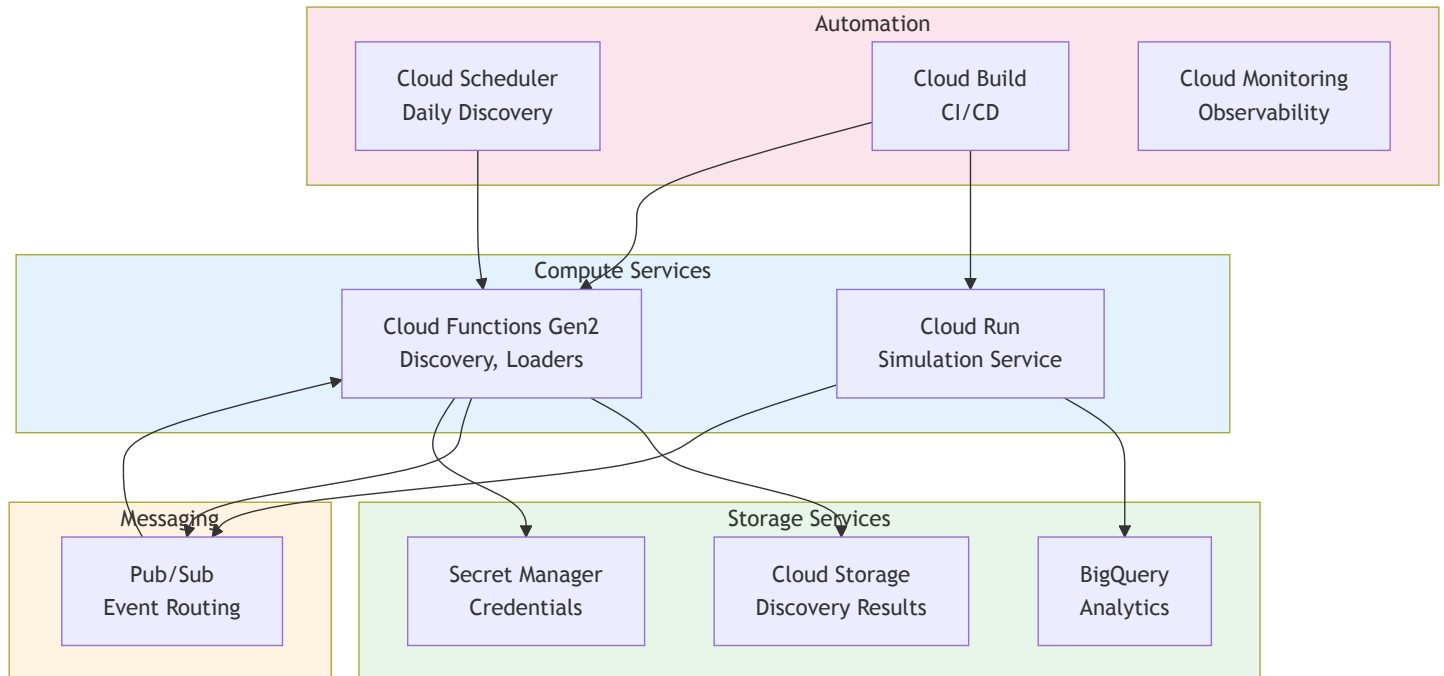 Automation
Cloud Scheduler
Daily Discovery
Cloud Build
CI/CD
Cloud Monitoring
Observability
Compute Services
Cloud Functions Gen2
Discovery, Loaders
Cloud Run
Simulation Service
Messaging
Pub/Sub
Event Routing
Storage Services
Secret Manager
Credentials
Cloud Storage
Discovery Results
BigQuery
Analytics